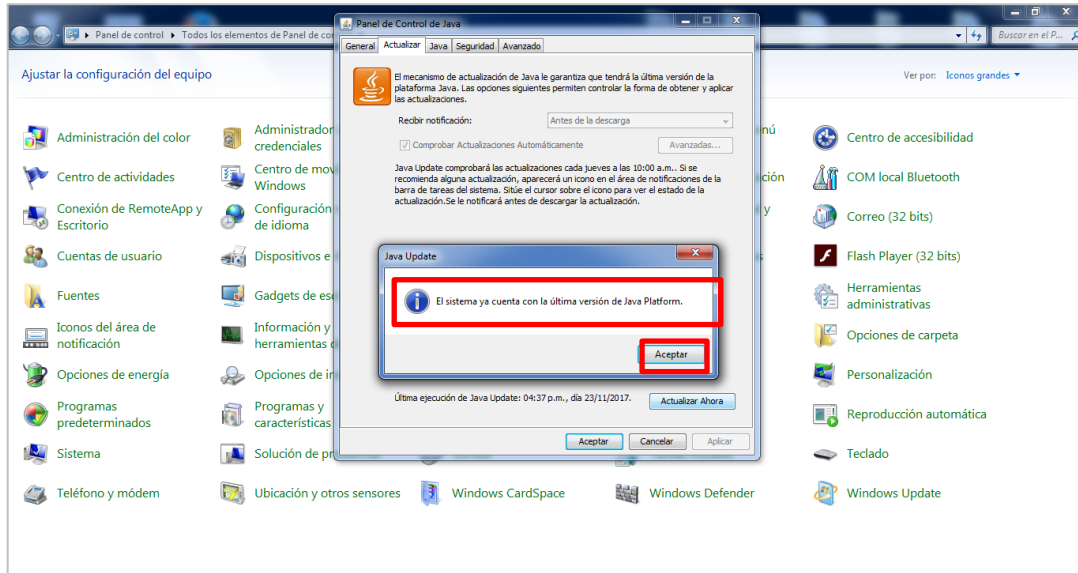 Panel de control ▸ Todos los elementos de Panel de con
Buscar en el P...
Ajustar la configuración del equipo
Ver por: Iconos grandes
Administración del color
Administrador
credenciales
nú
Centro de accesibilidad
Centro de actividades
Centro de mov
Windows
ción
COM local Bluetooth
Conexión de RemoteApp y
Escritorio
Configuración
de idioma
y
Correo (32 bits)
Cuentas de usuario
Dispositivos e
Flash Player (32 bits)
Fuentes
Gadgets de esc
Herramientas
administrativas
Iconos del área de
notificación
Información y
herramientas d
Opciones de carpeta
Opciones de energía
Opciones de in
Personalización
Programas
predeterminados
Programas y
características
Reproducción automática
Sistema
Solución de pr
Teclado
Teléfono y módem
Ubicación y otros sensores
Windows CardSpace
Windows Defender
Windows Update
Panel de Control de Java
General Actualizar Java Seguridad Avanzado
El mecanismo de actualización de Java le garantiza que tendrá la última versión de la
plataforma Java. Las opciones siguientes permiten controlar la forma de obtener y aplicar
las actualizaciones.
Recibir notificación: Antes de la descarga
Comprobar Actualizaciones Automáticamente Avanzadas...
Java Update comprobará las actualizaciones cada jueves a las 10:00 a.m.. Si se
recomienda alguna actualización, aparecerá un icono en el área de notificaciones de la
barra de tareas del sistema. Sitúe el cursor sobre el icono para ver el estado de la
actualización.Se le notificará antes de descargar la actualización.
Java Update
El sistema ya cuenta con la última versión de Java Platform.
Aceptar
Última ejecución de Java Update: 04:37 p.m., día 23/11/2017. Actualizar Ahora
Aceptar Cancelar Aplicar